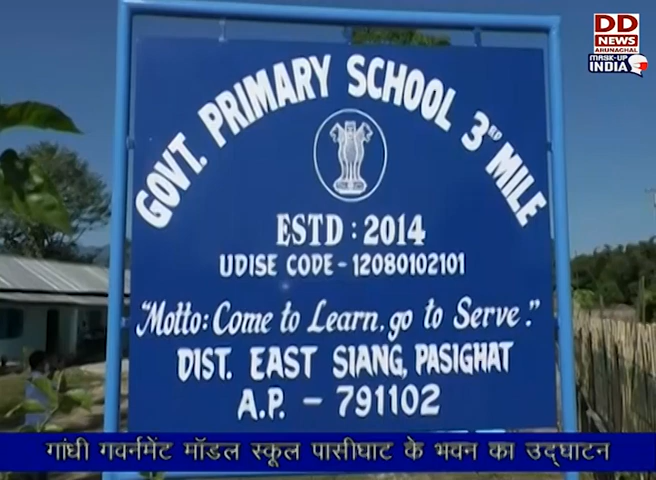 DD
NEWS
ARUNACHAL
MASK-UP
INDIA
GOVT. PRIMARY SCHOOL 3RD MILE
ESTD : 2014
UDISE CODE - 12080102101
"Motto: Come to Learn, go to Serve."
DIST. EAST SIANG, PASIGHAT
A.P. - 791102
गांधी गवर्नमेंट मॉडल स्कूल पासीघाट के भवन का उद्घाटन